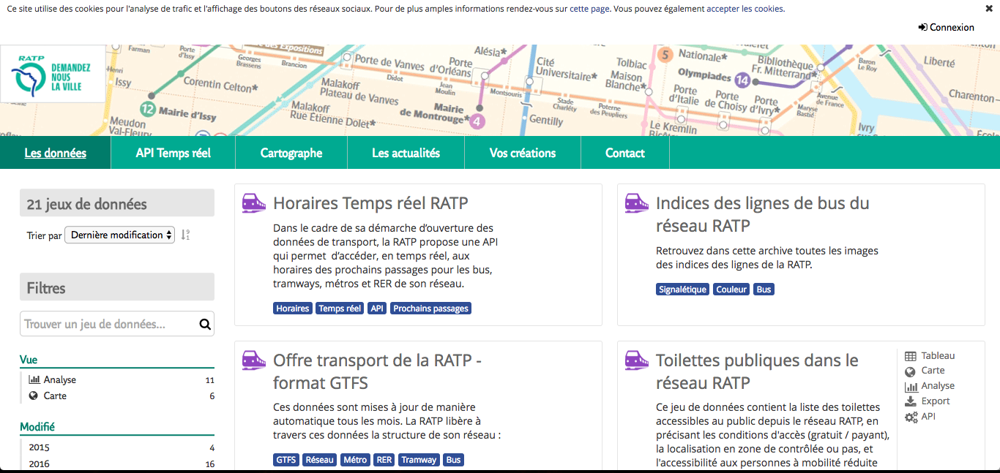 Ce site utilise des cookies pour l'analyse de trafic et l'affichage des boutons des réseaux sociaux. Pour de plus amples informations rendez-vous sur cette page. Vous pouvez également accepter les cookies.
Connexion
RATP
DEMANDEZ
NOUS
LA VILLE
Farman
Porte
d'Issy
Henri
Issy
Corentin Celton*
12 Mairie d'Issy
Meudon
Val-Fleury
Georges
Brassens
des Expositions
Brancion
Malakoff
Plateau de Vanves
Malakoff
Rue Étienne Dolet*
Porte de Vanves
Didot
Porte
d'Orléans
Jean
Moulin
Alésia*
Mairie
de Montrouge*
4
Montsouris
Cité
Universitaire*
Stade
Charléty
Gentilly
Poterne
des Peupliers
Tolbiac
Maison
Blanche*
5
Nationale*
Olympiades 14
Bibliothèque
Fr. Mitterrand*
Porte
d'Italie
Porte
de Choisy
Porte
d'Ivry*
Le Kremlin
Maryse
Bastié
Avenue
de France
Baron
Le Roy
Ivry
Liberté
Charenton-
Les données
API Temps réel
Cartographe
Les actualités
Vos créations
Contact
21 jeux de données
Trier par Dernière modification
9
1
Filtres
Trouver un jeu de données...
Vue
Analyse 11
Carte 6
Modifié
2015 4
2016 16
Horaires Temps réel RATP
Dans le cadre de sa démarche d'ouverture des
données de transport, la RATP propose une API
qui permet d'accéder, en temps réel, aux
horaires des prochains passages pour les bus,
tramways, métros et RER de son réseau.
Horaires Temps réel API Prochains passages
Indices des lignes de bus du
réseau RATP
Retrouvez dans cette archive toutes les images
des indices des lignes de la RATP.
Signalétique Couleur Bus
Offre transport de la RATP -
format GTFS
Ces données sont mises à jour de manière
automatique tous les mois. La RATP libère à
travers ces données la structure de son réseau :
GTFS Réseau Métro RER Tramway Bus
Toilettes publiques dans le
réseau RATP
Ce jeu de données contient la liste des toilettes
accessibles au public depuis le réseau RATP, en
précisant les conditions d'accès (gratuit / payant),
la localisation en zone de contrôlée ou pas, et
l'accessibilité aux personnes à mobilité réduite
Tableau
Carte
Analyse
Export
API